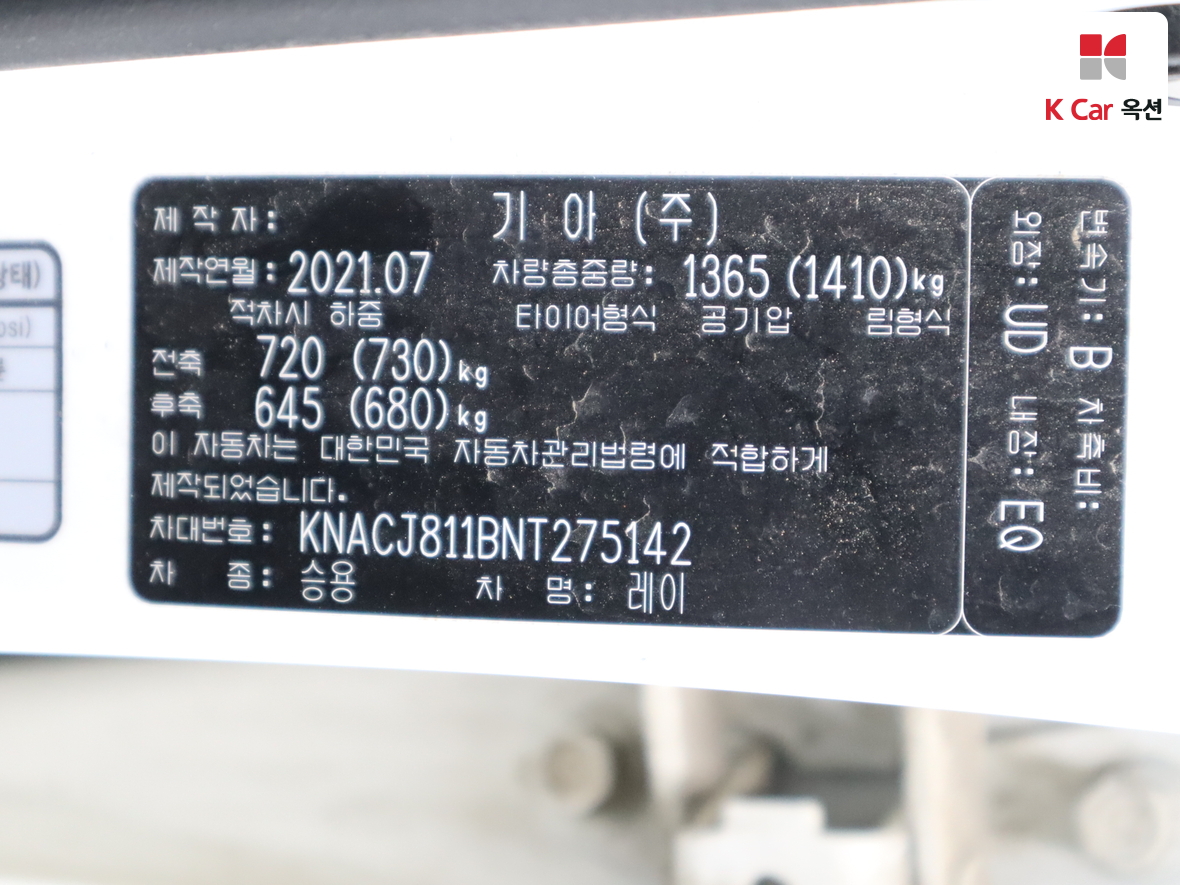 K Car 옥션
제 작 자: 기 아 (주)
제작연월: 2021.07 차량총중량: 1365 (1410)kg
적차시 하중 타이어형식 공기압 림형식
전축 720 (730)kg
후축 645 (680)kg
이 자동차는 대한민국 자동차관리법령에 적합하게
제작되었습니다.
차대번호: KNACJ811BNT275142
차 종: 승용 차 명: 레이
변속기: B 차축비:
외장: UD 내장: EQ